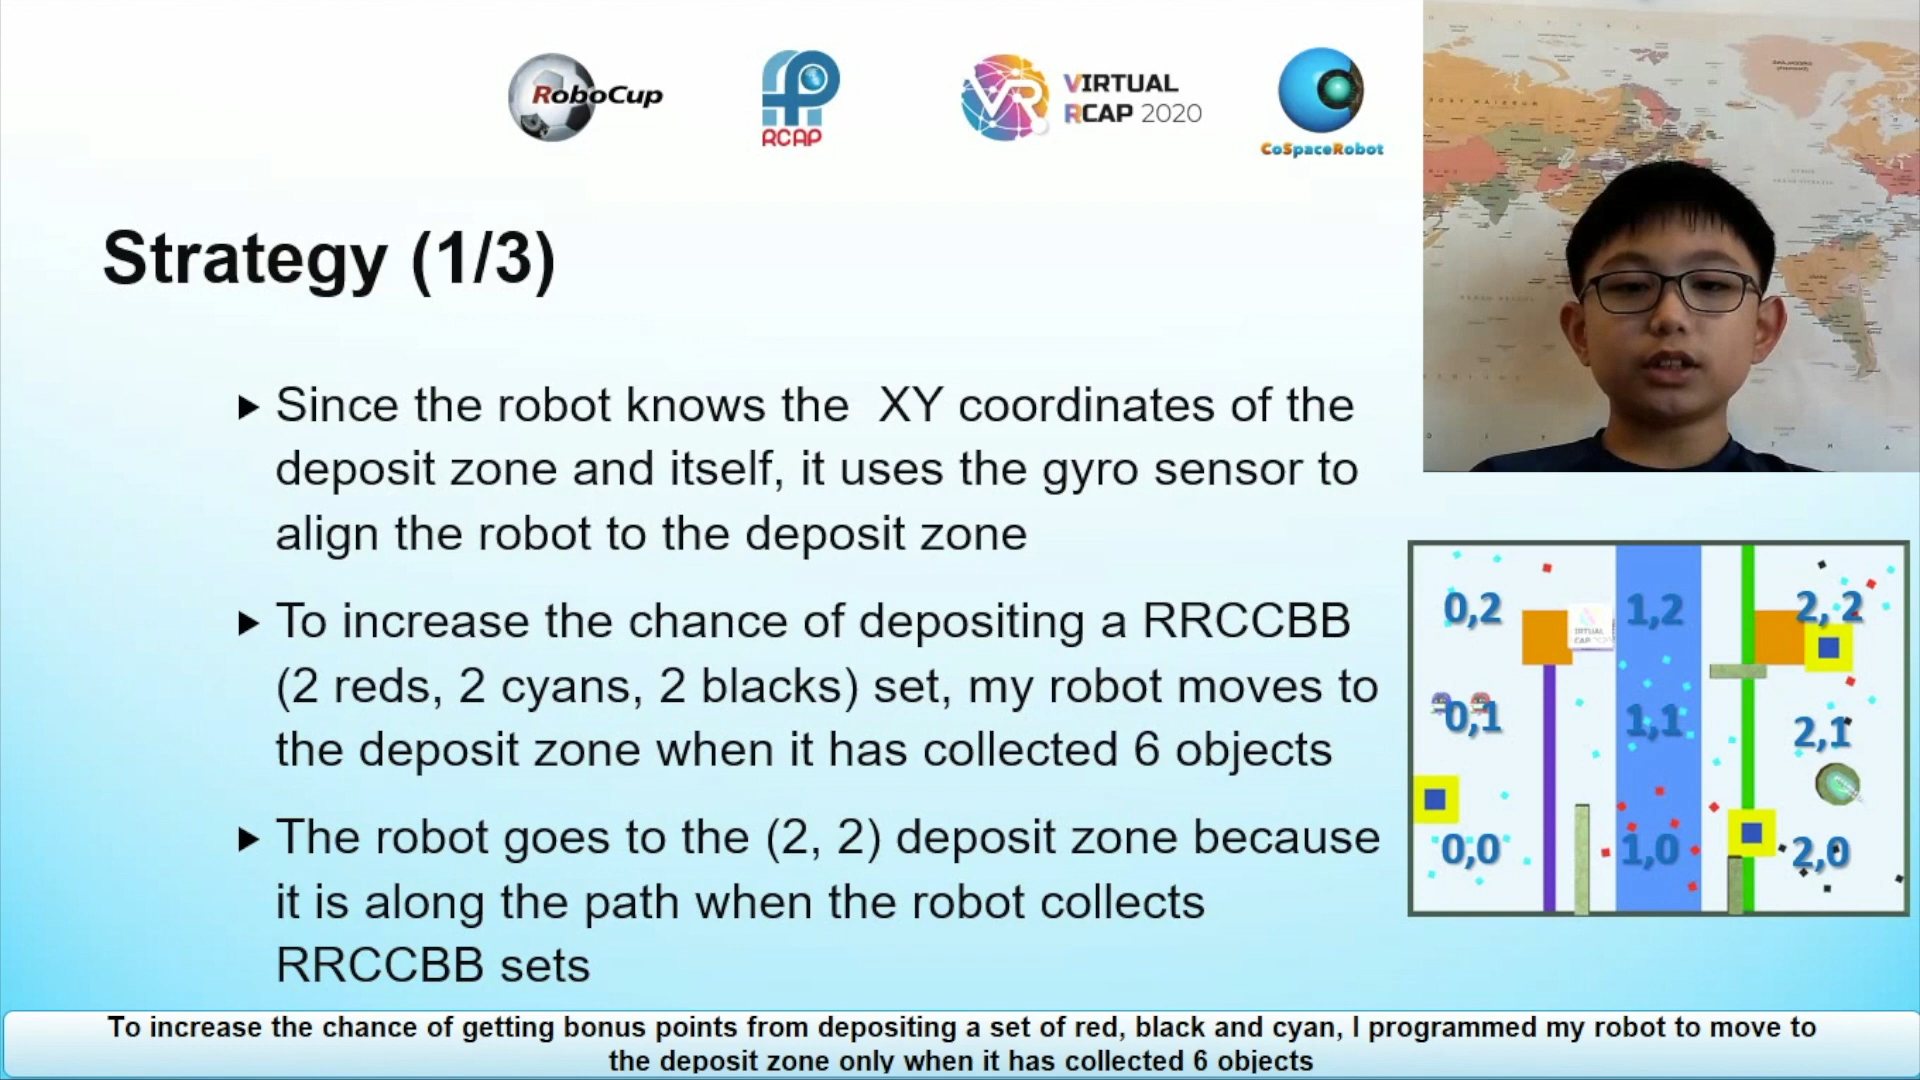 RoboCup
RCAP
VIRTUAL
RCAP 2020
CoSpaceRobot
Strategy (1/3)
Since the robot knows the XY coordinates of the
deposit zone and itself, it uses the gyro sensor to
align the robot to the deposit zone
To increase the chance of depositing a RRCCBB
(2 reds, 2 cyans, 2 blacks) set, my robot moves to
the deposit zone when it has collected 6 objects
The robot goes to the (2, 2) deposit zone because
it is along the path when the robot collects
RRCCBB sets
0,2 1,2 2, 2
0,1 1,1 2,1
0,0 1,0 2,0
To increase the chance of getting bonus points from depositing a set of red, black and cyan, I programmed my robot to move to
the deposit zone only when it has collected 6 objects